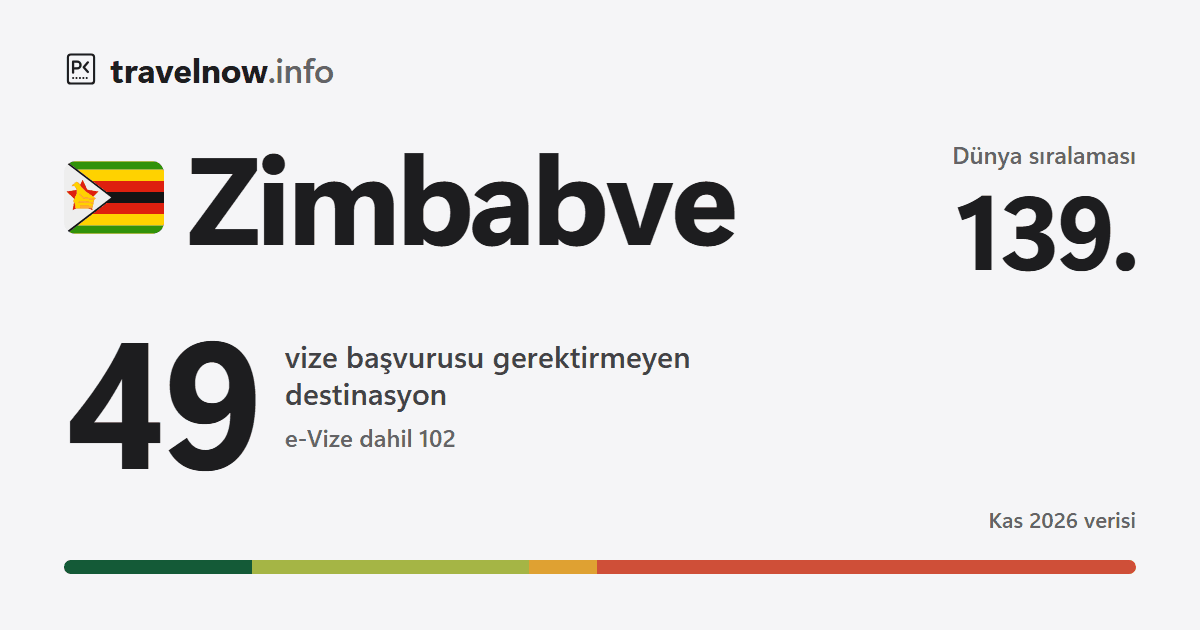 travelnow.info
Zimbabve
Dünya sıralaması
139.
49
vize başvurusu gerektirmeyen
destinasyon
e-Vize dahil 102
Kas 2026 verisi